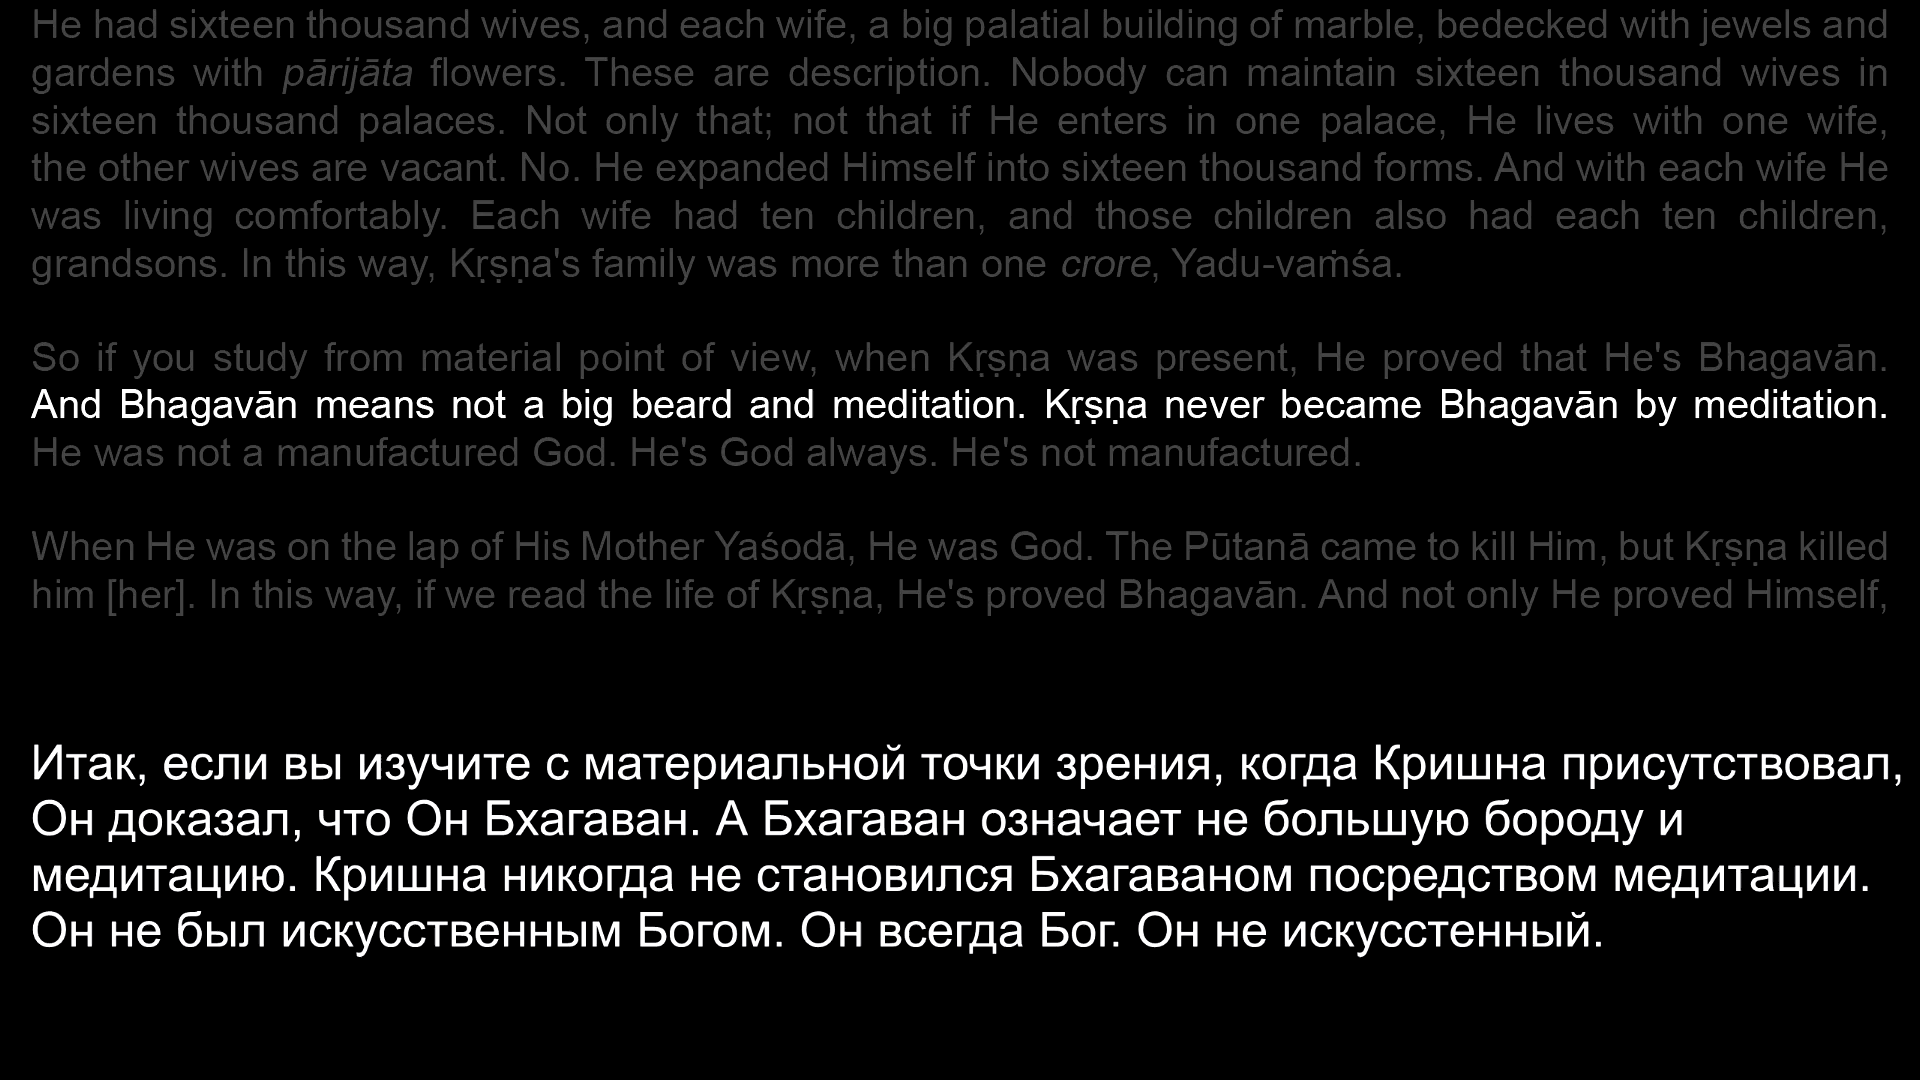 He had sixteen thousand wives, and each wife, a big palatial building of marble, bedecked with jewels and
gardens with pārijāta flowers. These are description. Nobody can maintain sixteen thousand wives in
sixteen thousand palaces. Not only that; not that if He enters in one palace, He lives with one wife,
the other wives are vacant. No. He expanded Himself into sixteen thousand forms. And with each wife He
was living comfortably. Each wife had ten children, and those children also had each ten children,
grandsons. In this way, Kṛṣṇa's family was more than one crore, Yadu-vaṁśa.
So if you study from material point of view, when Kṛṣṇa was present, He proved that He's Bhagavān.
And Bhagavān means not a big beard and meditation. Kṛṣṇa never became Bhagavān by meditation.
He was not a manufactured God. He's God always. He's not manufactured.
When He was on the lap of His Mother Yaśodā, He was God. The Pūtanā came to kill Him, but Kṛṣṇa killed
him [her]. In this way, if we read the life of Kṛṣṇa, He's proved Bhagavān. And not only He proved Himself,
Итак, если вы изучите с материальной точки зрения, когда Кришна присутствовал,
Он доказал, что Он Бхагаван. А Бхагаван означает не большую бороду и
медитацию. Кришна никогда не становился Бхагаваном посредством медитации.
Он не был искусственным Богом. Он всегда Бог. Он не искусстенный.